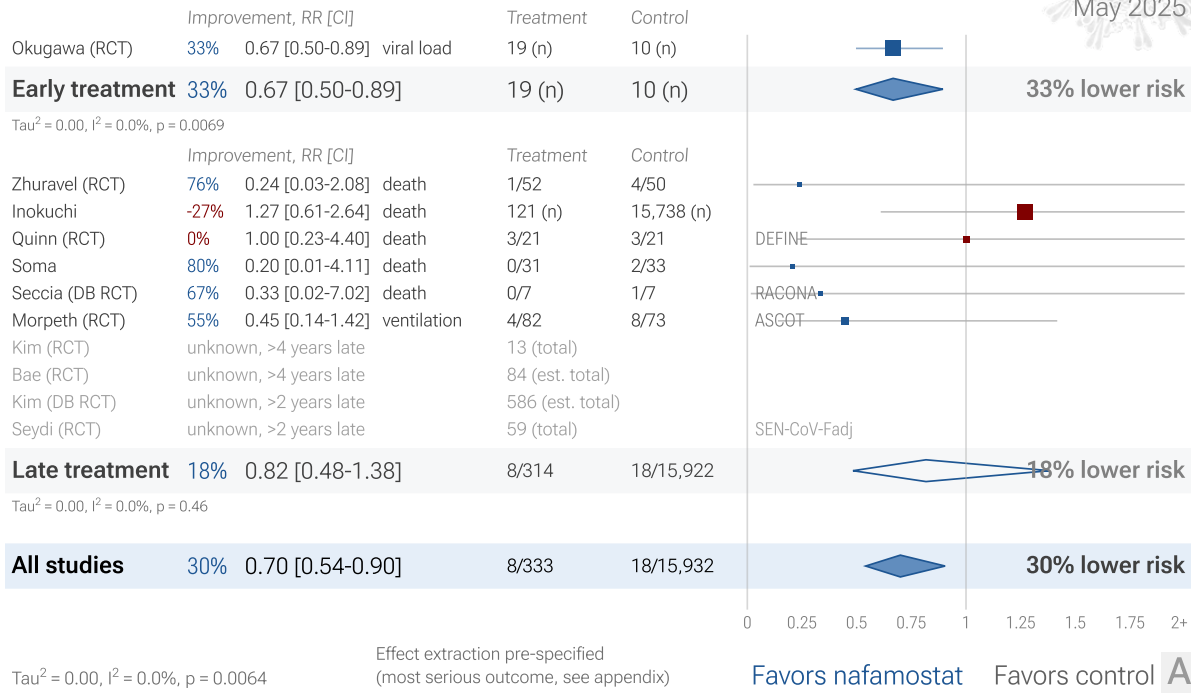 May 2025
Improvement, RR [CI] Treatment Control
Okugawa (RCT) 33% 0.67 [0.50-0.89] viral load 19 (n) 10 (n)
Early treatment 33% 0.67 [0.50-0.89] 19 (n) 10 (n) 33% lower risk
Tau² = 0.00, I² = 0.0%, p = 0.0069
Improvement, RR [CI] Treatment Control
Zhuravel (RCT) 76% 0.24 [0.03-2.08] death 1/52 4/50
Inokuchi -27% 1.27 [0.61-2.64] death 121 (n) 15,738 (n)
Quinn (RCT) 0% 1.00 [0.23-4.40] death 3/21 3/21 DEFINE
Soma 80% 0.20 [0.01-4.11] death 0/31 2/33
Seccia (DB RCT) 67% 0.33 [0.02-7.02] death 0/7 1/7 RACONA
Morpeth (RCT) 55% 0.45 [0.14-1.42] ventilation 4/82 8/73 ASCOT
Kim (RCT) unknown, >4 years late 13 (total)
Bae (RCT) unknown, >4 years late 84 (est. total)
Kim (DB RCT) unknown, >2 years late 586 (est. total)
Seydi (RCT) unknown, >2 years late 59 (total) SEN-CoV-Fadj
Late treatment 18% 0.82 [0.48-1.38] 8/314 18/15,922 18% lower risk
Tau² = 0.00, I² = 0.0%, p = 0.46
All studies 30% 0.70 [0.54-0.90] 8/333 18/15,932 30% lower risk
0 0.25 0.5 0.75 1 1.25 1.5 1.75 2+
Effect extraction pre-specified
Tau² = 0.00, I² = 0.0%, p = 0.0064 (most serious outcome, see appendix) Favors nafamostat Favors control A